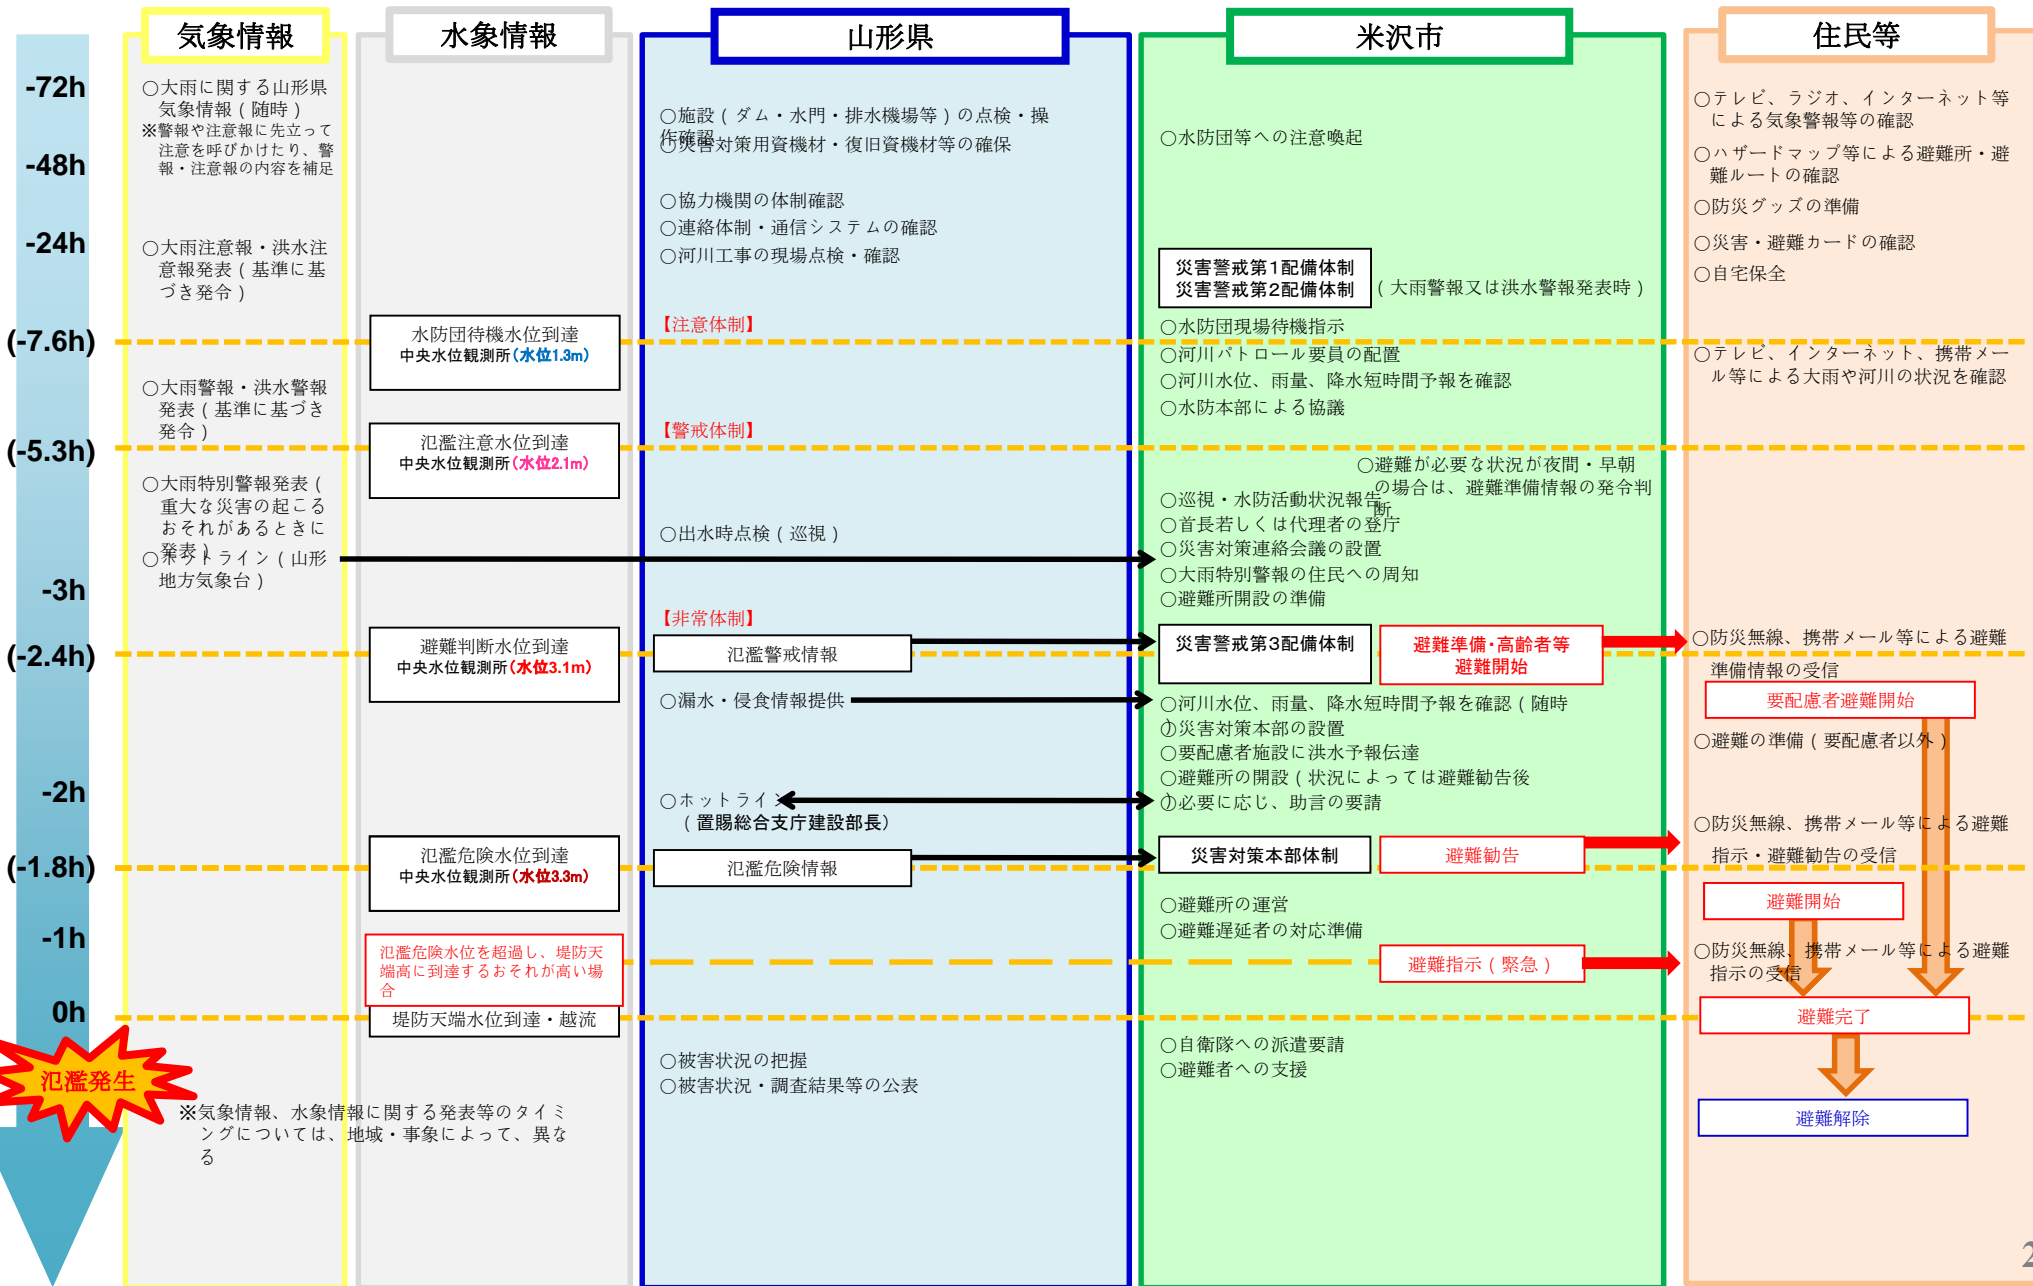 気象情報
水象情報
山形県
米沢市
住民等
-72h
-48h
-24h
(-7.6h)
(-5.3h)
-3h
(-2.4h)
-2h
(-1.8h)
-1h
0h
氾濫発生
○大雨に関する山形県
気象情報（随時）
※警報や注意報に先立って
注意を呼びかけたり、警
報・注意報の内容を補足
○大雨注意報・洪水注
意報発表（基準に基
づき発令）
○大雨警報・洪水警報
発表（基準に基づき
発令）
○大雨特別警報発表（
重大な災害の起こる
おそれがあるときに
発表）
○ホットライン（山形
地方気象台）
※気象情報、水象情報に関する発表等のタイミ
ングについては、地域・事象によって、異な
る
水防団待機水位到達
中央水位観測所(水位1.3m)
氾濫注意水位到達
中央水位観測所(水位2.1m)
避難判断水位到達
中央水位観測所(水位3.1m)
氾濫危険水位到達
中央水位観測所(水位3.3m)
氾濫危険水位を超過し、堤防天
端高に到達するおそれが高い場
合
堤防天端水位到達・越流
○施設（ダム・水門・排水機場等）の点検・操
作確認
○災害対策用資機材・復旧資機材等の確保
○協力機関の体制確認
○連絡体制・通信システムの確認
○河川工事の現場点検・確認
【注意体制】
【警戒体制】
○出水時点検（巡視）
【非常体制】
氾濫警戒情報
○漏水・侵食情報提供
○ホットライン
（置賜総合支庁建設部長）
氾濫危険情報
○被害状況の把握
○被害状況・調査結果等の公表
○水防団等への注意喚起
災害警戒第1配備体制
災害警戒第2配備体制
（大雨警報又は洪水警報発表時）
○水防団現場待機指示
○河川パトロール要員の配置
○河川水位、雨量、降水短時間予報を確認
○水防本部による協議
○避難が必要な状況が夜間・早朝
の場合は、避難準備情報の発令判
断
○巡視・水防活動状況報告
○首長若しくは代理者の登庁
○災害対策連絡会議の設置
○大雨特別警報の住民への周知
○避難所開設の準備
災害警戒第3配備体制
避難準備･高齢者等
避難開始
○河川水位、雨量、降水短時間予報を確認（随時
）
○災害対策本部の設置
○要配慮者施設に洪水予報伝達
○避難所の開設（状況によっては避難勧告後
）
○必要に応じ、助言の要請
災害対策本部体制
避難勧告
○避難所の運営
○避難遅延者の対応準備
避難指示（緊急）
○自衛隊への派遣要請
○避難者への支援
○テレビ、ラジオ、インターネット等
による気象警報等の確認
○ハザードマップ等による避難所・避
難ルートの確認
○防災グッズの準備
○災害・避難カードの確認
○自宅保全
○テレビ、インターネット、携帯メー
ル等による大雨や河川の状況を確認
○防災無線、携帯メール等による避難
準備情報の受信
要配慮者避難開始
○避難の準備（要配慮者以外）
○防災無線、携帯メール等による避難
指示・避難勧告の受信
避難開始
○防災無線、携帯メール等による避難
指示の受信
避難完了
避難解除
2